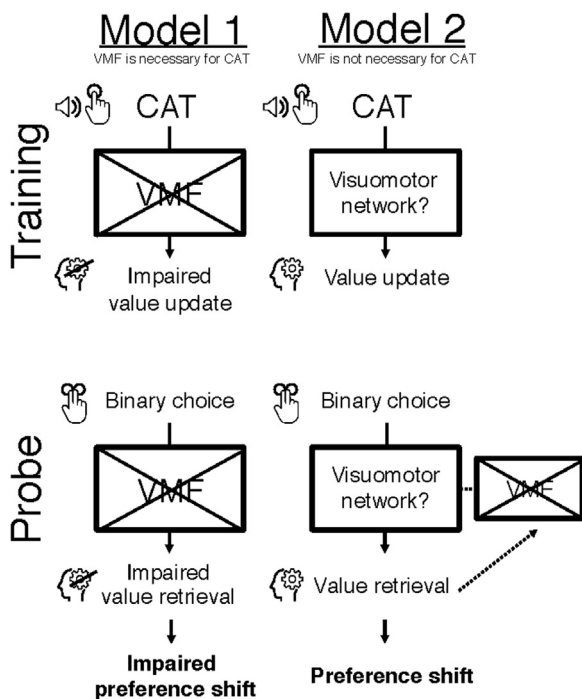 Model 1
Model 2
VMF is necessary for CAT
VMF is not necessary for CAT
Training
CAT
CAT
VMF
Visuomotor
network?
Impaired
value update
Value update
Probe
Binary choice
Binary choice
VMF
Visuomotor
network?
VMF
Impaired
value retrieval
Value retrieval
Impaired
preference shift
Preference shift